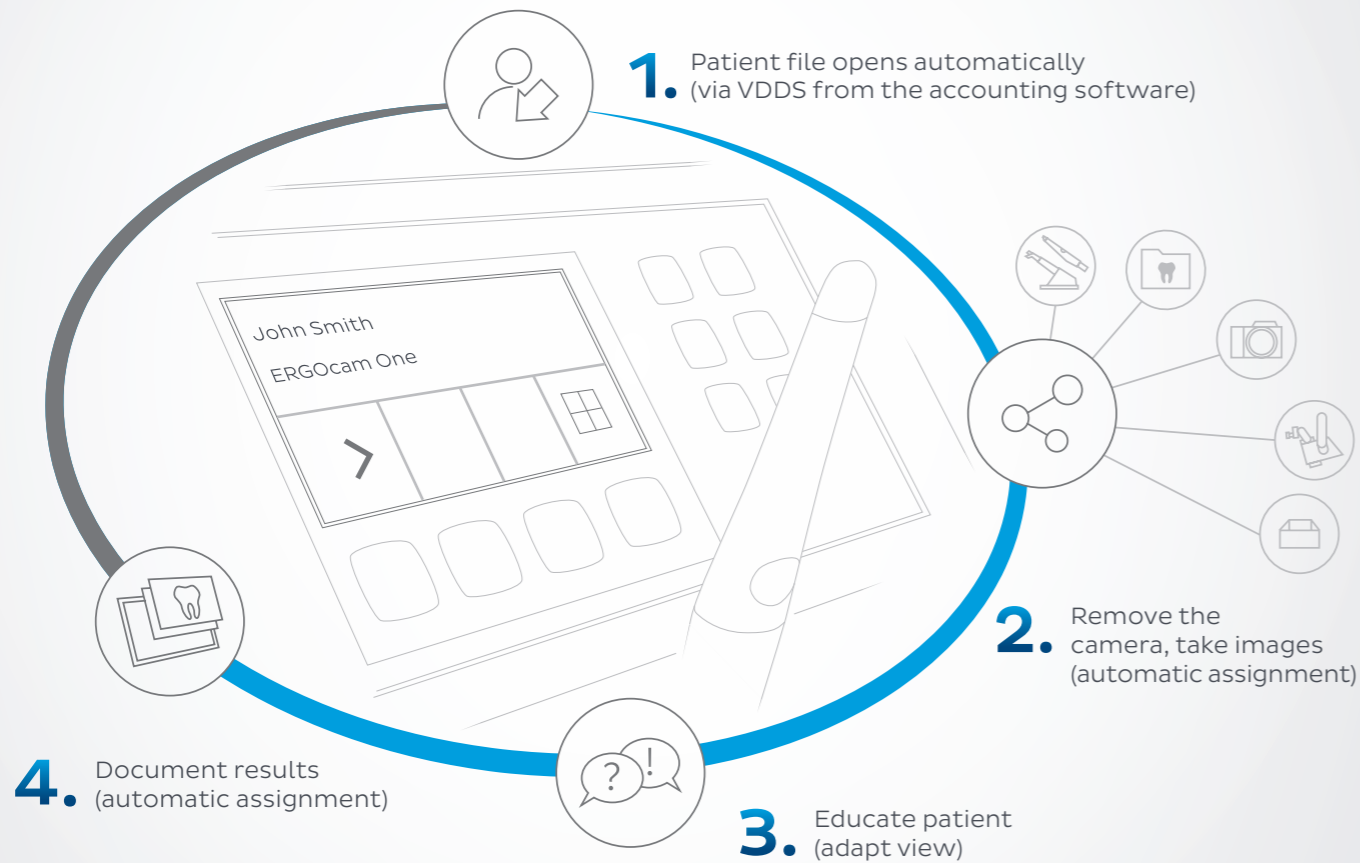 1. Patient file opens automatically
(via VDDS from the accounting software)
John Smith
ERGOcam One
2. Remove the
camera, take images
(automatic assignment)
? !
3. Educate patient
(adapt view)
4. Document results
(automatic assignment)